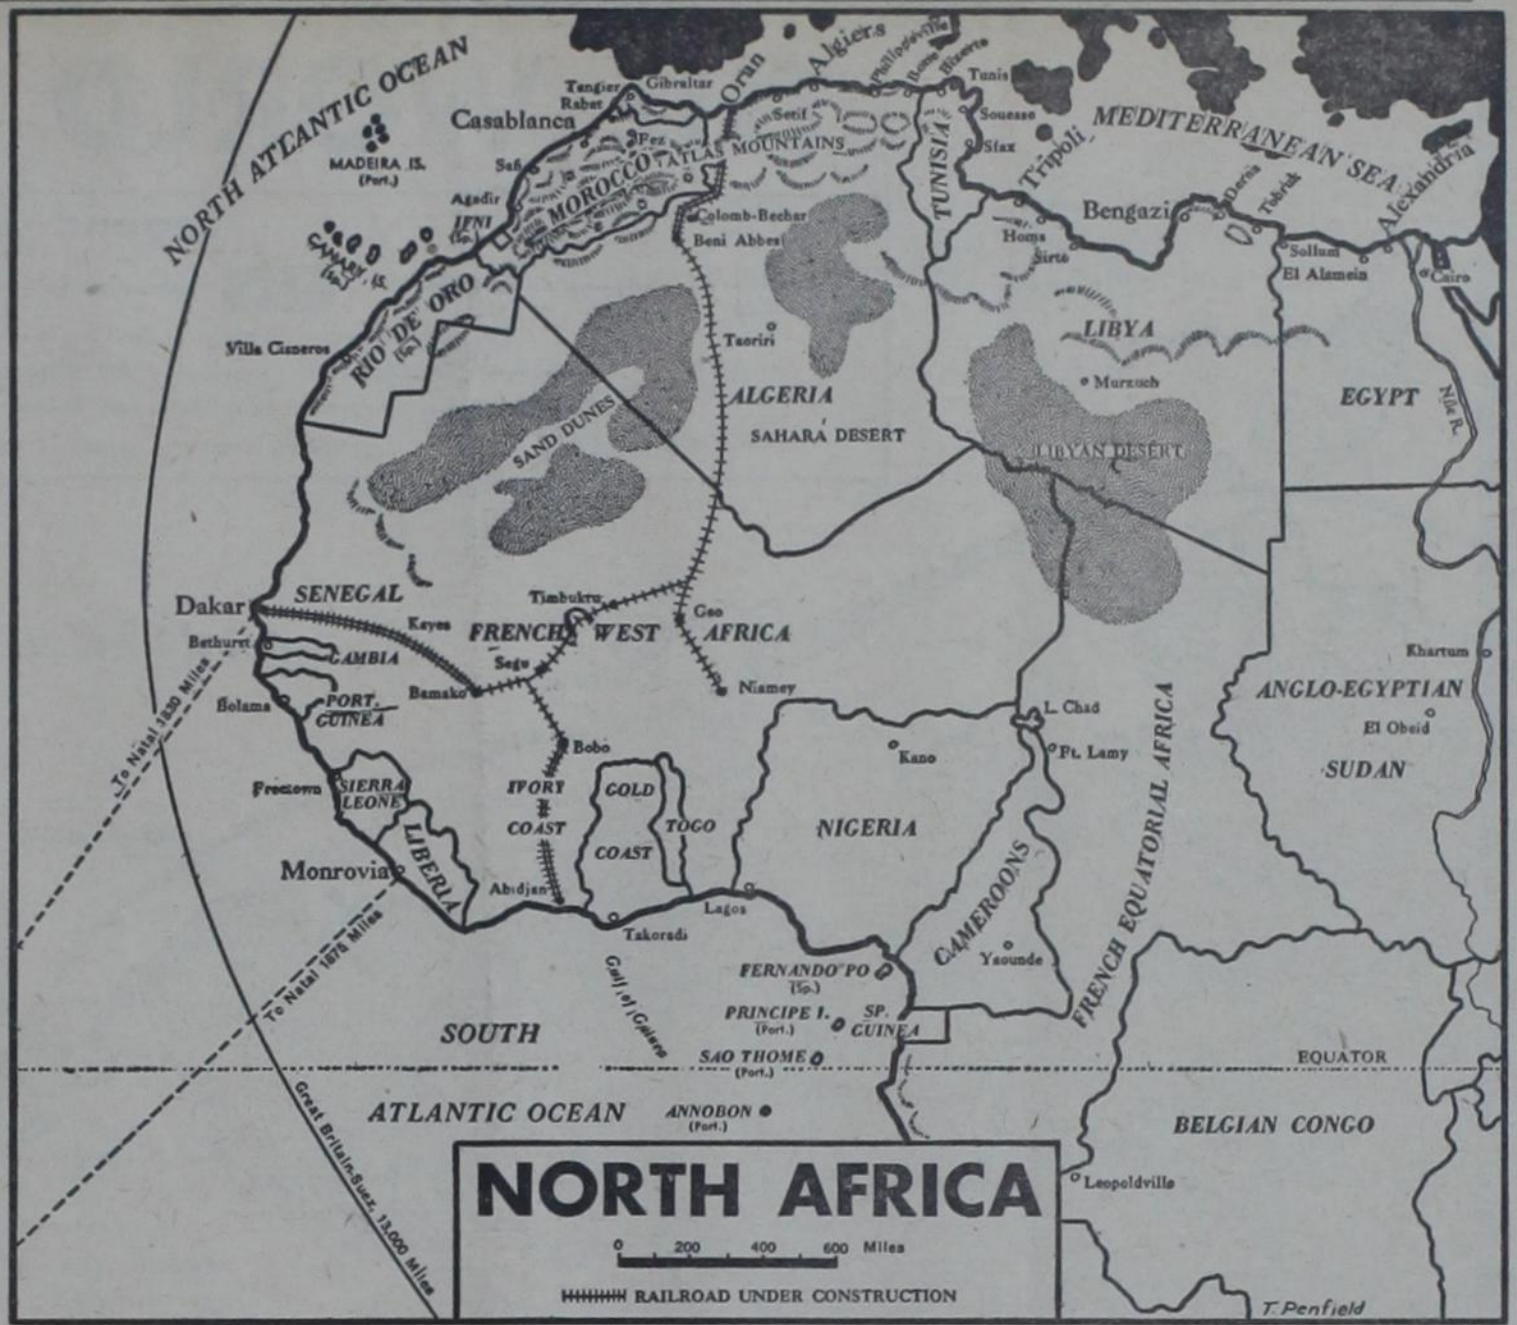 NORTH ATLANTIC OCEAN
MADEIRA IS.
(Port.)
CANARY IS.
(Sp.)
Tangier
Gibraltar
Rabat
Casablanca
Fez
Safi
Agadir
IFNI
(Sp.)
MOROCCO
ATLAS MOUNTAINS
Oran
Algiers
Philippeville
Bone
Bizerte
Tunis
Setif
Sousse
Sfax
TUNISIA
Tripoli
MEDITERRANEAN SEA
Homs
Sirte
Bengazi
Derna
Tobruk
Alexandria
Sollum
El Alamein
Cairo
Colomb-Bechar
Beni Abbes
Taoriri
ALGERIA
SAHARA DESERT
LIBYA
Murzuch
LIBYAN DESERT
EGYPT
Nile R.
RIO DE ORO
(Sp.)
Villa Cisneros
SAND DUNES
Dakar
SENEGAL
Kayes
Timbuktu
Gao
FRENCH WEST AFRICA
Segu
Bamako
Niamey
Bathurst
GAMBIA
Bolama
PORT.
GUINEA
Bobo
Freetown
SIERRA
LEONE
IVORY
COAST
GOLD
COAST
TOGO
Monrovia
LIBERIA
Abidjan
Takoradi
Lagos
NIGERIA
Kano
L. Chad
Ft. Lamy
CAMEROONS
Yaounde
FRENCH EQUATORIAL AFRICA
Khartum
ANGLO-EGYPTIAN
El Obeid
SUDAN
To Natal 1830 Miles
To Natal 1875 Miles
Gulf of Guinea
FERNANDO PO
(Sp.)
PRINCIPE I.
(Port.)
SP.
GUINEA
SAO THOME
(Port.)
ANNOBON
(Port.)
SOUTH
ATLANTIC OCEAN
EQUATOR
BELGIAN CONGO
Leopoldville
Great Britain-Suez, 13,000 Miles
NORTH AFRICA
0 200 400 600 Miles
RAILROAD UNDER CONSTRUCTION
T. Penfield